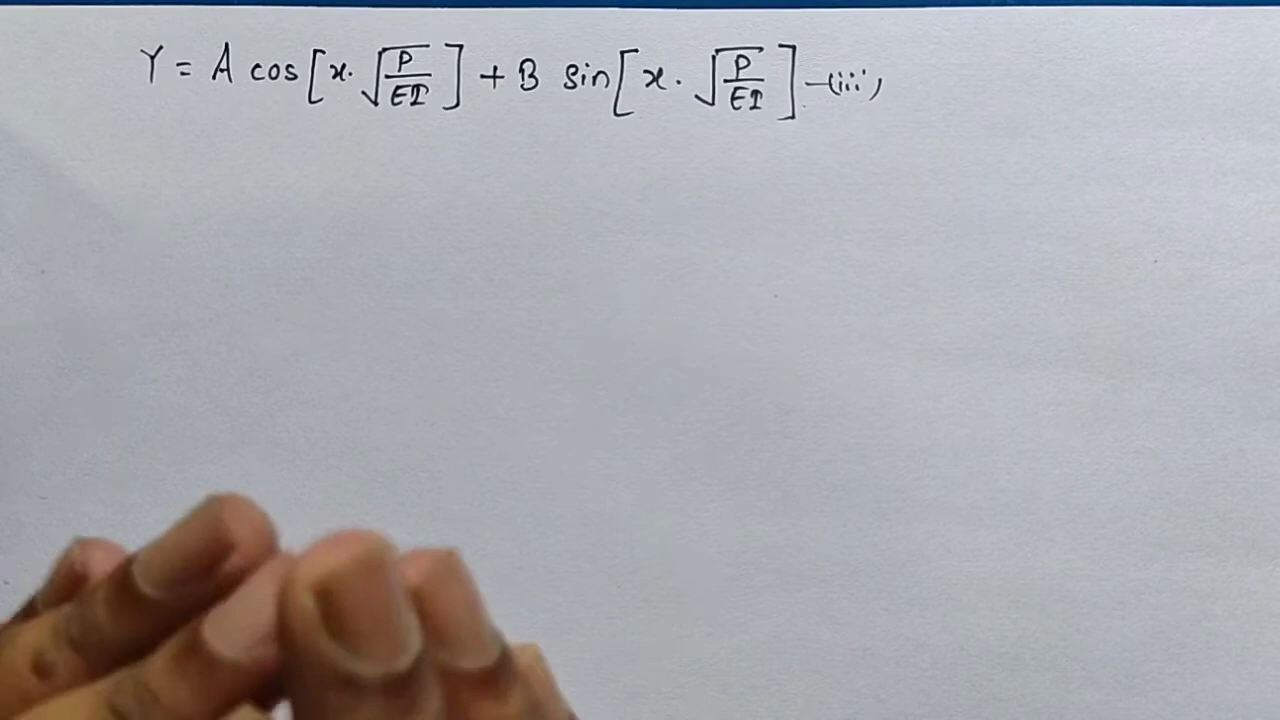 Y = A cos[x.√(P/EI)] + B sin[x.√(P/EI)] -(iii)